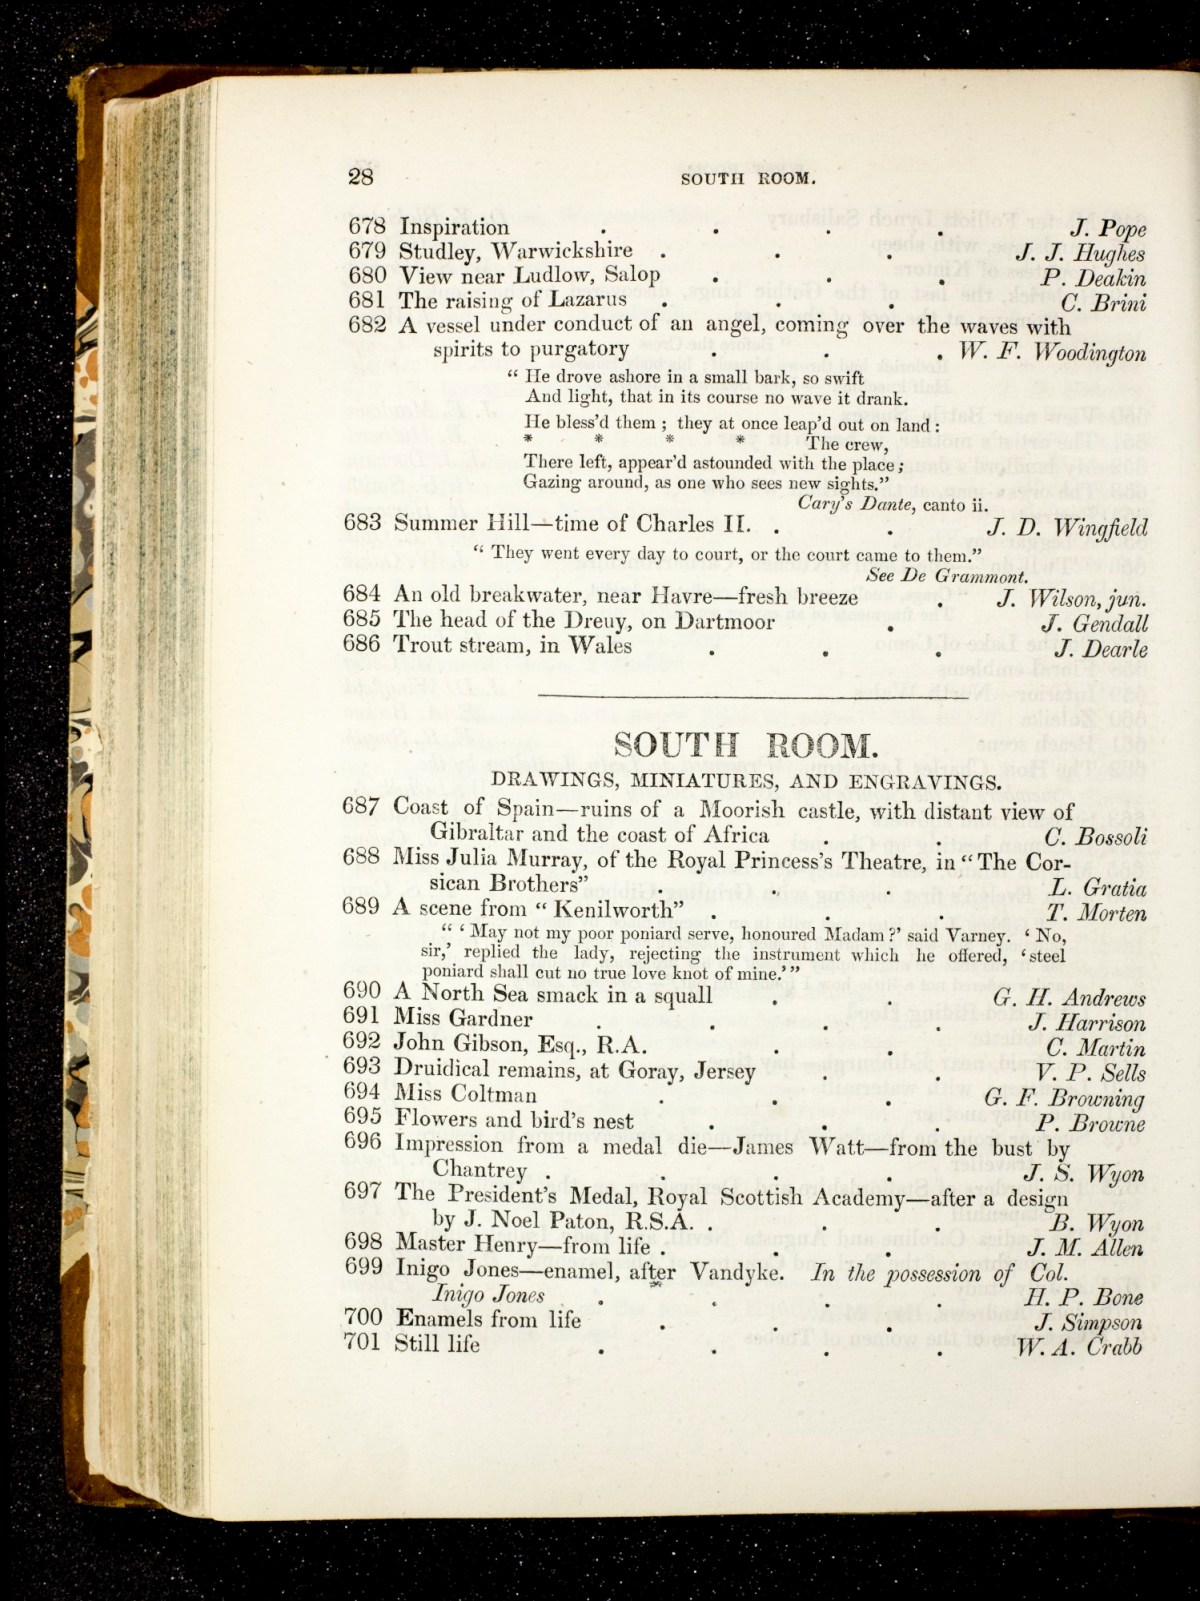 28 SOUTH ROOM.
678 Inspiration . . . . J. Pope
679 Studley, Warwickshire . . . J. J. Hughes
680 View near Ludlow, Salop . . . P. Deakin
681 The raising of Lazarus . . . C. Brini
682 A vessel under conduct of an angel, coming over the waves with
spirits to purgatory . . . W. F. Woodington
“ He drove ashore in a small bark, so swift
And light, that in its course no wave it drank.
He bless’d them ; they at once leap’d out on land :
* * * * The crew,
There left, appear’d astounded with the place ;
Gazing around, as one who sees new sights.”
Cary’s Dante, canto ii.
683 Summer Hill—time of Charles II. . . J. D. Wingfield
“ They went every day to court, or the court came to them.”
See De Grammont.
684 An old breakwater, near Havre—fresh breeze . J. Wilson, jun.
685 The head of the Dreuy, on Dartmoor . J. Gendall
686 Trout stream, in Wales . . . J. Dearle
SOUTH ROOM.
DRAWINGS, MINIATURES, AND ENGRAVINGS.
687 Coast of Spain—ruins of a Moorish castle, with distant view of
Gibraltar and the coast of Africa . . C. Bossoli
688 Miss Julia Murray, of the Royal Princess’s Theatre, in “ The Cor-
sican Brothers” . . . L. Gratia
689 A scene from “ Kenilworth” . . . T. Morten
“ ‘ May not my poor poniard serve, honoured Madam ?’ said Varney. ‘ No,
sir,’ replied the lady, rejecting the instrument which he offered, ‘ steel
poniard shall cut no true love knot of mine.’ ”
690 A North Sea smack in a squall . . G. H. Andrews
691 Miss Gardner . . . . J. Harrison
692 John Gibson, Esq., R.A. . . C. Martin
693 Druidical remains, at Goray, Jersey . . V. P. Sells
694 Miss Coltman . . . G. F. Browning
695 Flowers and bird’s nest . . . P. Browne
696 Impression from a medal die—James Watt—from the bust by
Chantrey . . . . J. S. Wyon
697 The President’s Medal, Royal Scottish Academy—after a design
by J. Noel Paton, R.S.A. . . . B. Wyon
698 Master Henry—from life . . . J. M. Allen
699 Inigo Jones—enamel, after Vandyke. In the possession of Col.
Inigo Jones . . . H. P. Bone
700 Enamels from life . . . J. Simpson
701 Still life . . . . W. A. Crabb